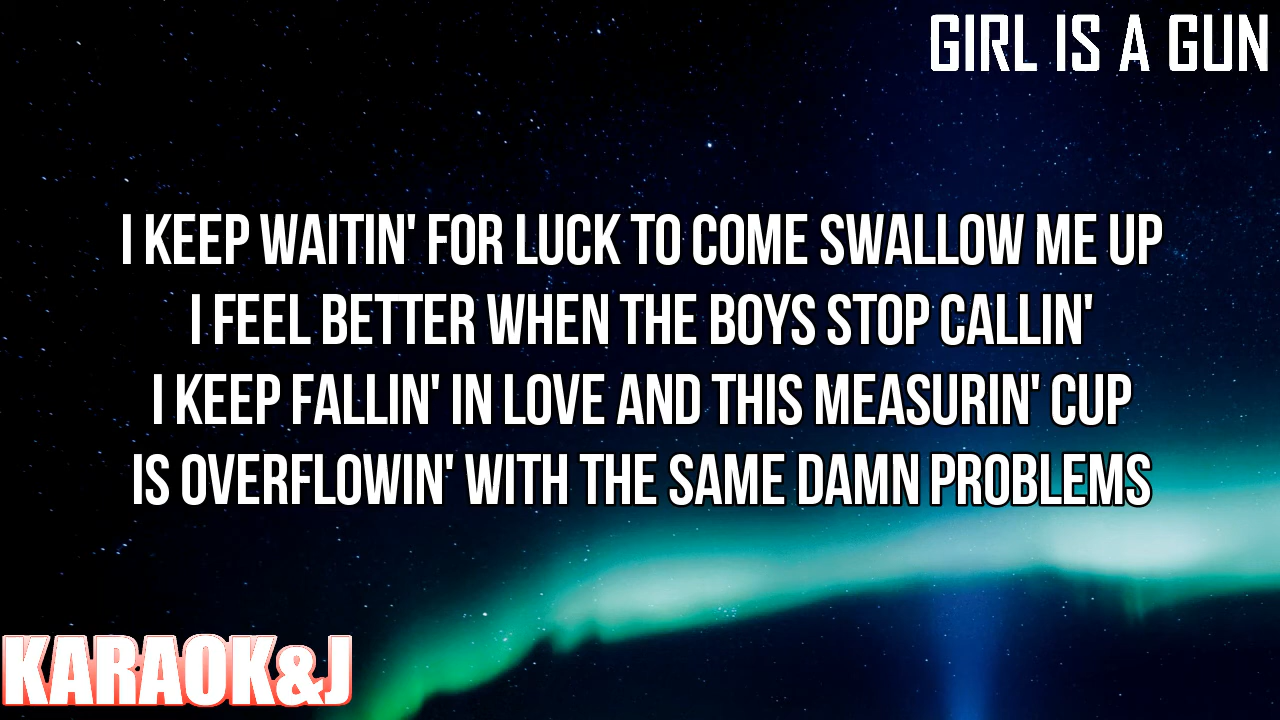 GIRL IS A GUN
I KEEP WAITIN' FOR LUCK TO COME SWALLOW ME UP
I FEEL BETTER WHEN THE BOYS STOP CALLIN'
I KEEP FALLIN' IN LOVE AND THIS MEASURIN' CUP
IS OVERFLOWIN' WITH THE SAME DAMN PROBLEMS
KARAOK&J